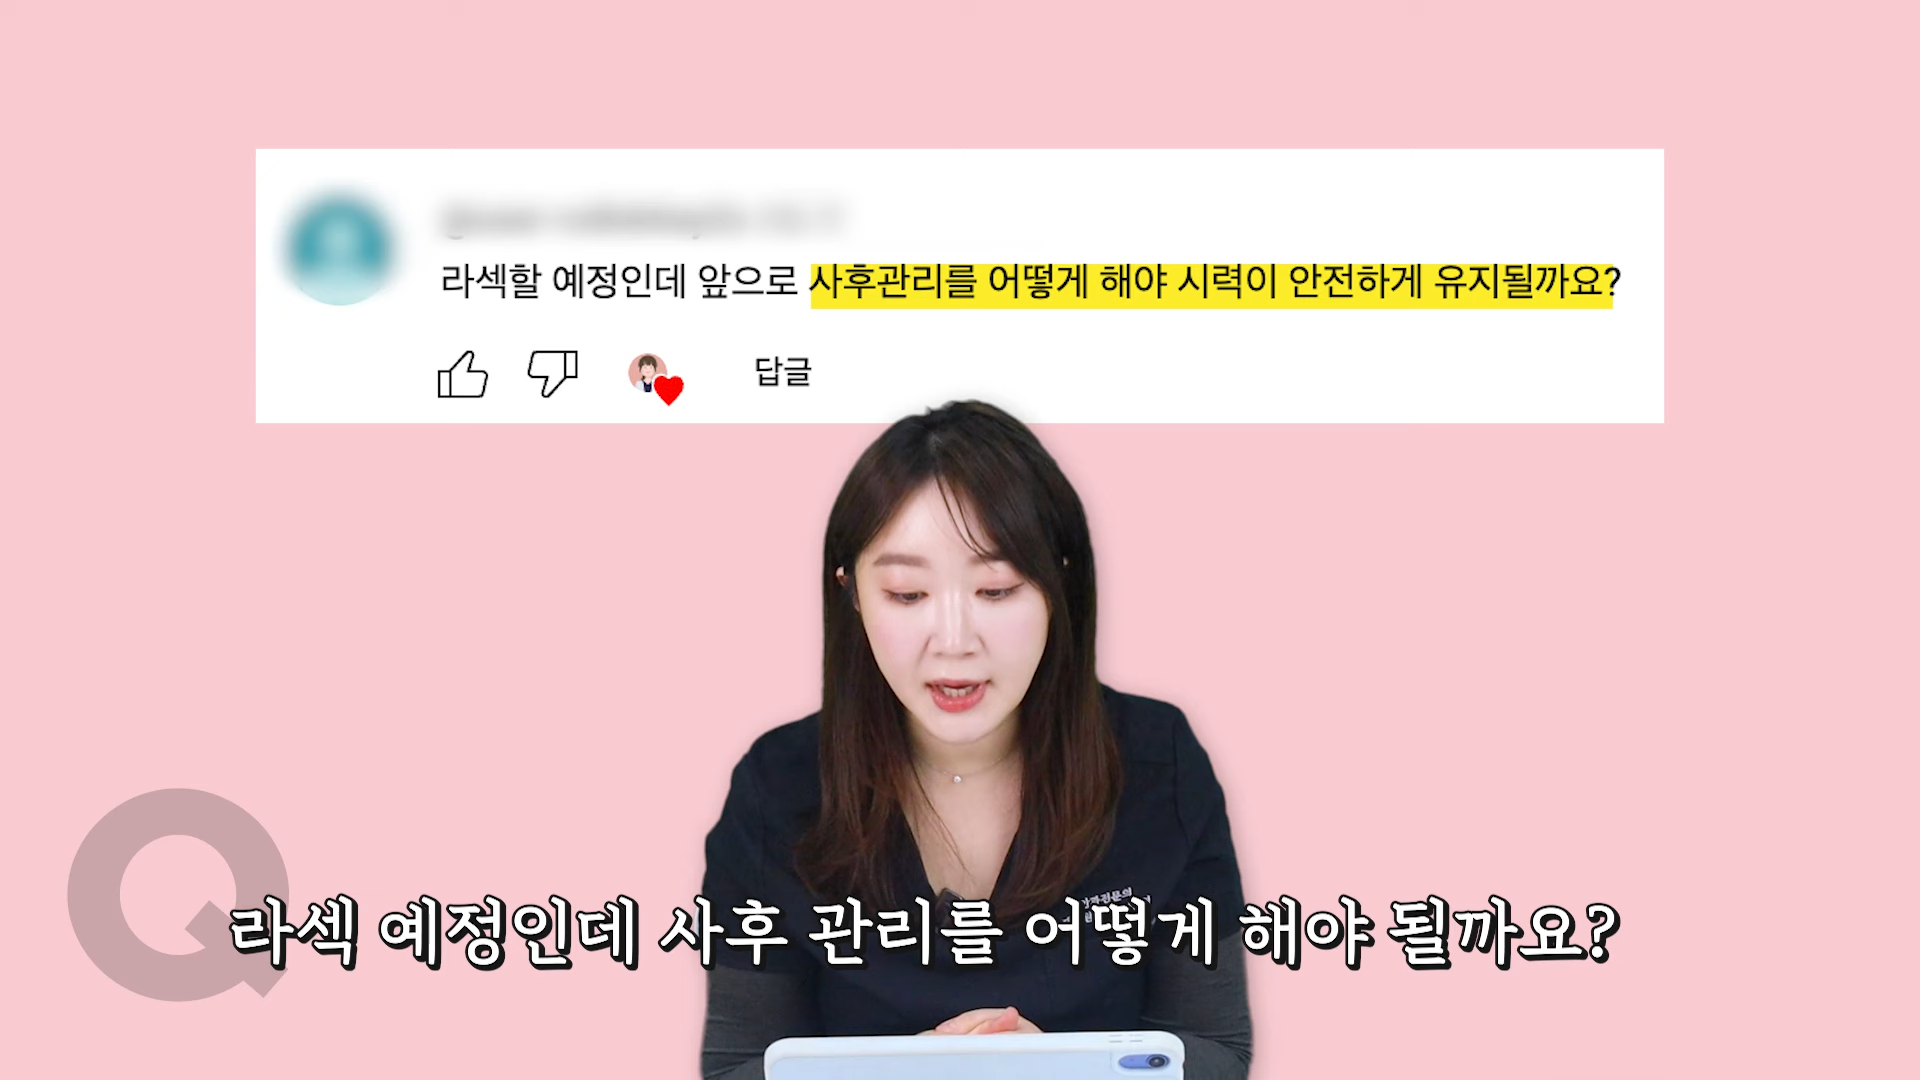 라섹할 예정인데 앞으로 사후관리를 어떻게 해야 시력이 안전하게 유지될까요?
답글
Q
라섹 예정인데 사후 관리를 어떻게 해야 될까요?